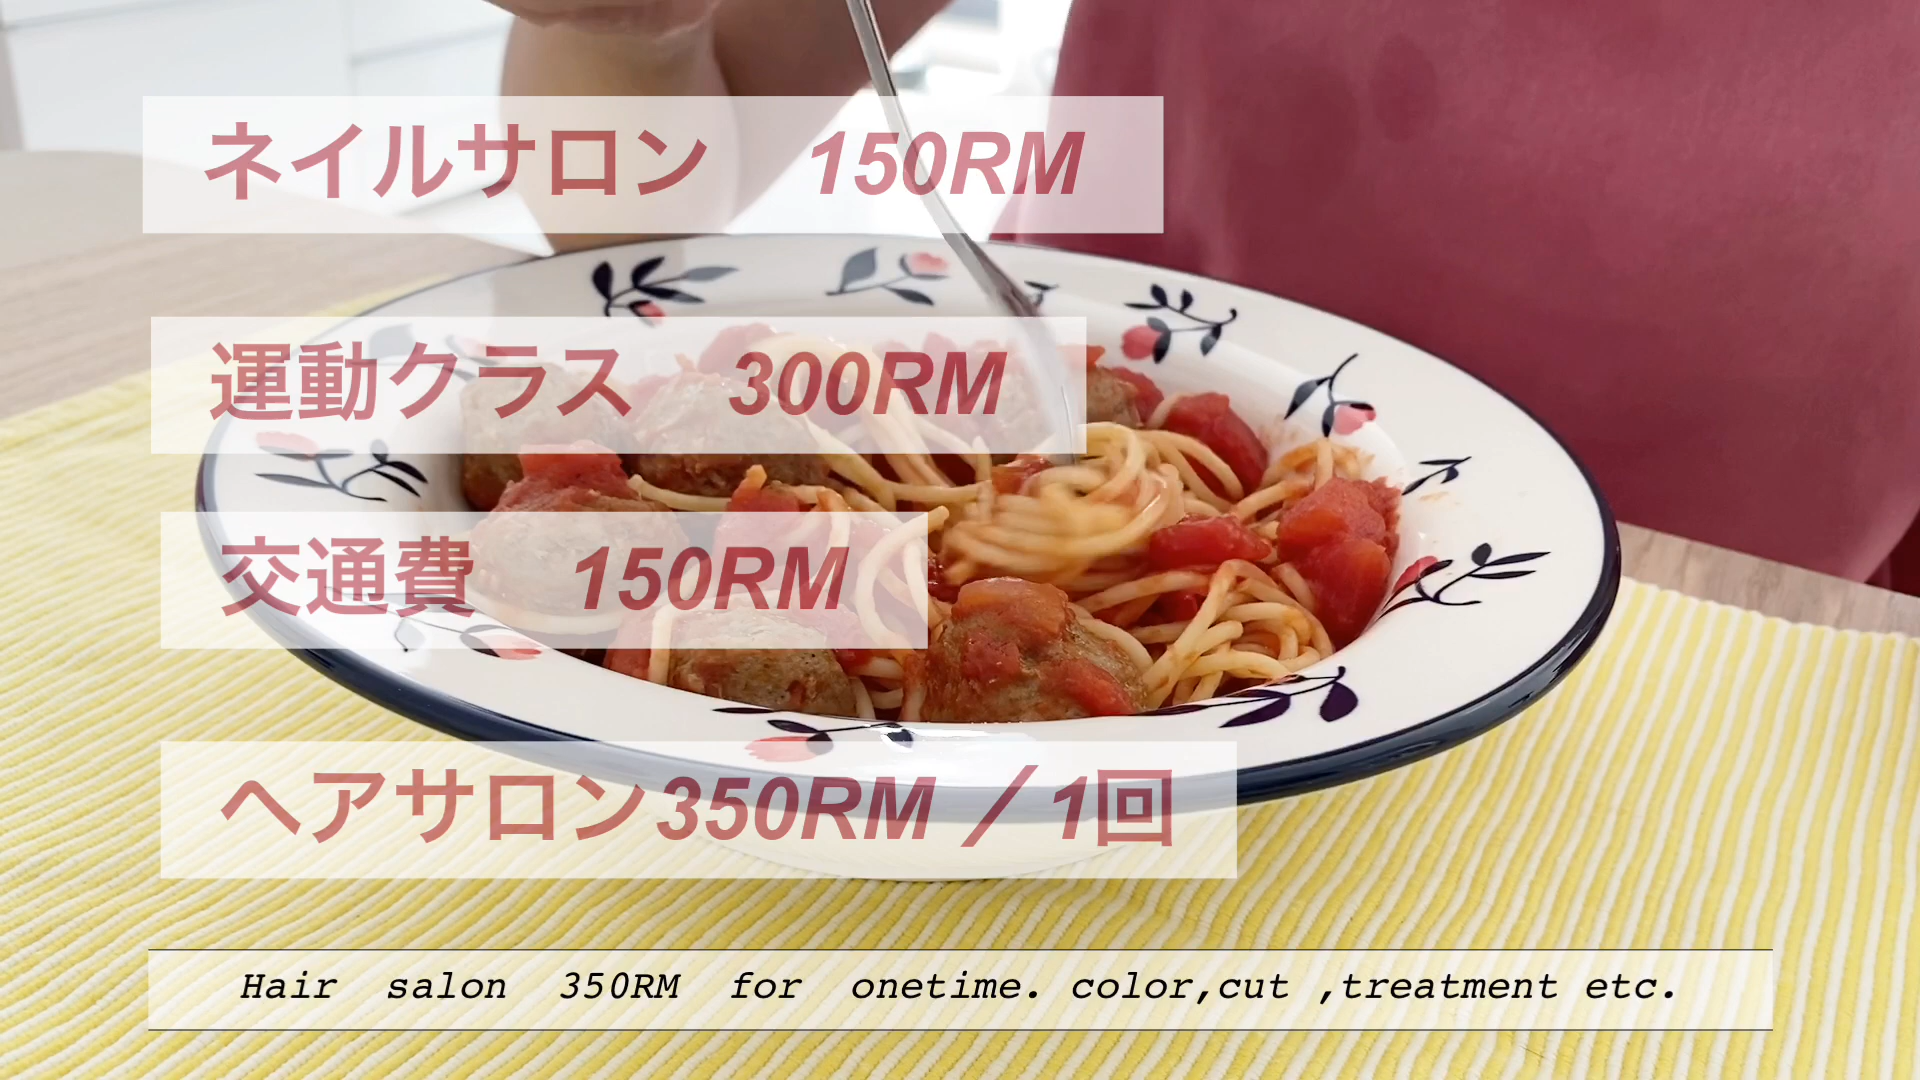 ネイルサロン 150RM
運動クラス 300RM
交通費 150RM
ヘアサロン350RM／1回
Hair salon 350RM for onetime. color,cut ,treatment etc.